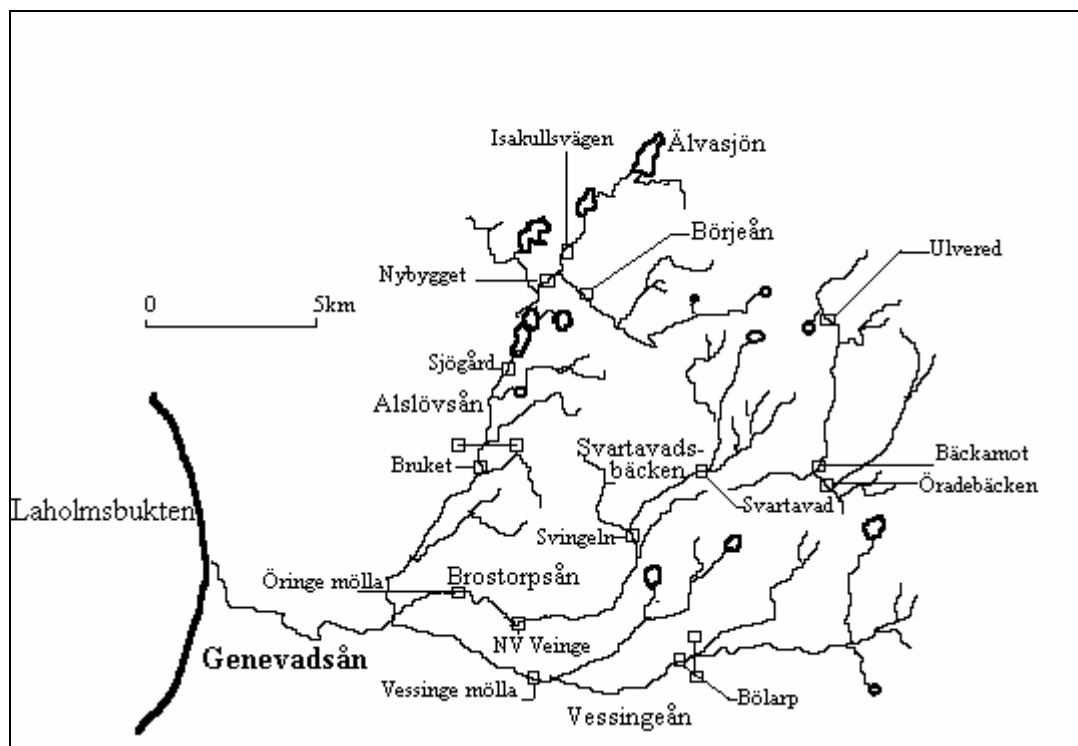 Isakullsvägen
Älvasjön
Börjeån
Ulvered
Nybygget
0 5km
Sjögård
Alslövsån
Svartavads-
bäcken
Bäckamot
Bruket
Öradebäcken
Svartavad
Laholmsbukten
Svingeln
Öringe mölla
Brostorpsån
NV Veinge
Genevadsån
Vessinge mölla
Bölarp
Vessingeån